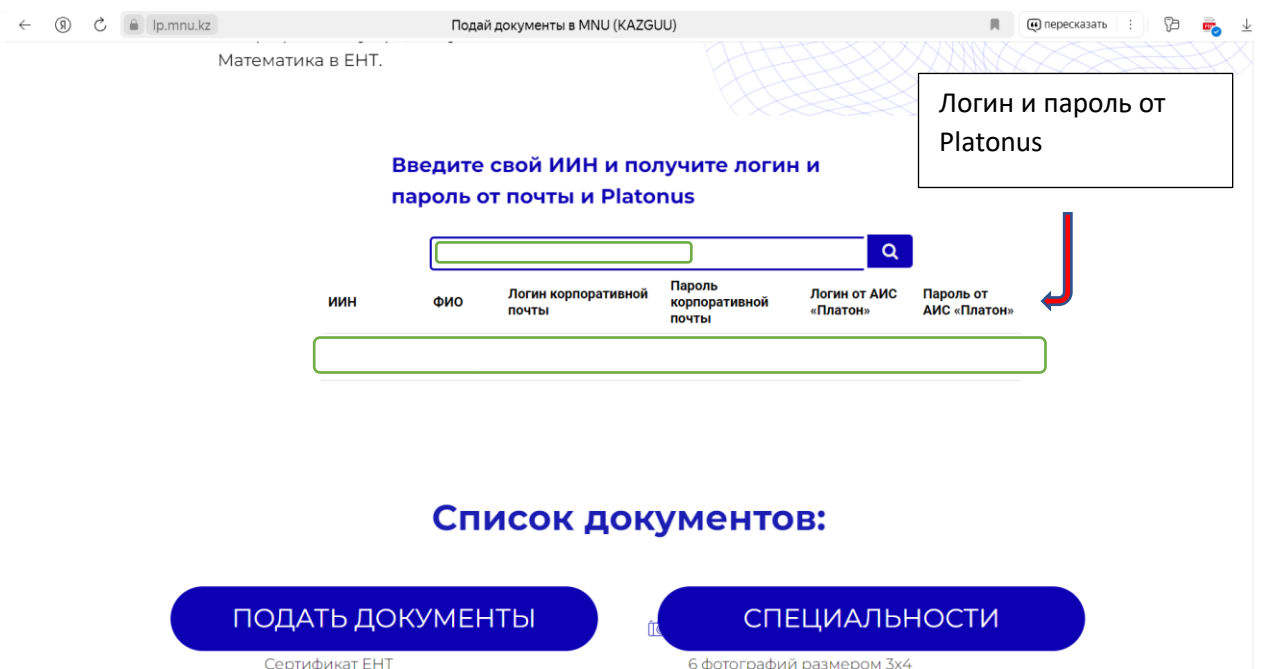 lp.mnu.kz
Подай документы в MNU (KAZGUU)
пересказать
Математика в ЕНТ.
Логин и пароль от
Platonus
Введите свой ИИН и получите логин и
пароль от почты и Platonus
ИИН
ФИО
Логин корпоративной
почты
Пароль
корпоративной
почты
Логин от АИС
«Платон»
Пароль от
АИС «Платон»
Список документов:
ПОДАТЬ ДОКУМЕНТЫ
СПЕЦИАЛЬНОСТИ
Сертификат ЕНТ
6 фотографий размером 3х4